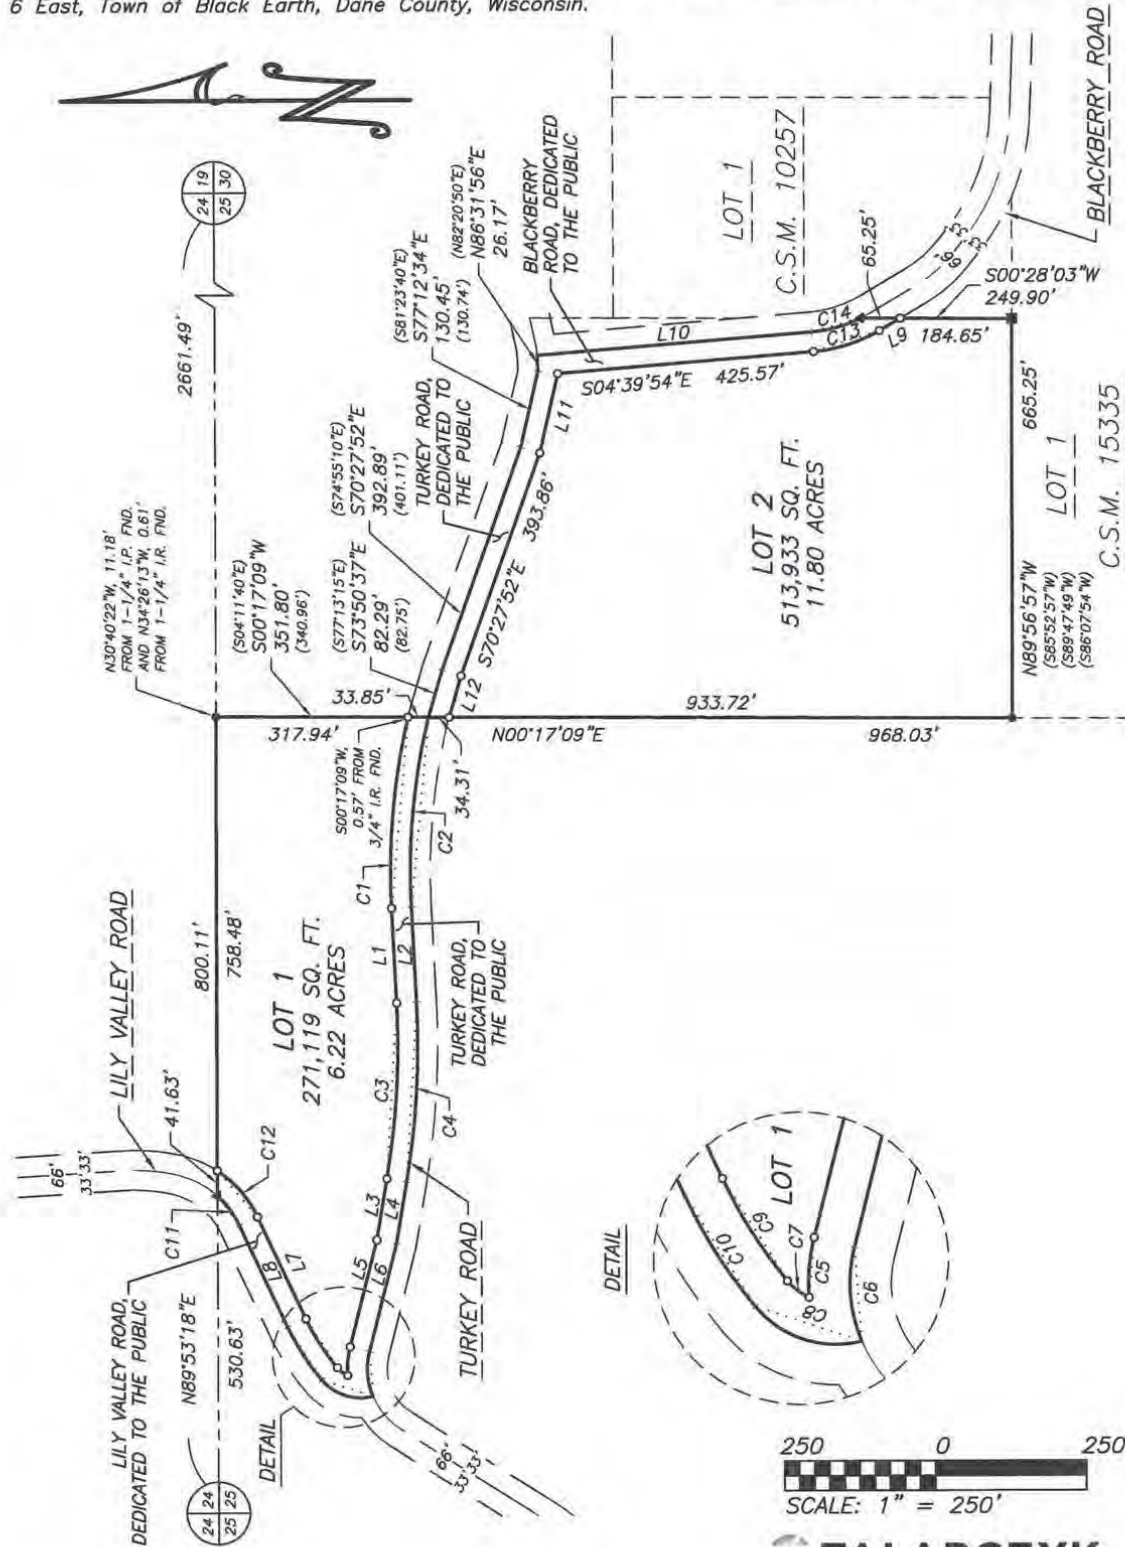 6 East, Town of Black Earth, Dane County, Wisconsin.
BLACKBERRY ROAD
LOT 1
C.S.M. 10257
BLACKBERRY
ROAD, DEDICATED
TO THE PUBLIC
(N82°20'50"E)
N86°31'56"E
26.17'
(S81°23'40"E)
S77°12'34"E
130.45'
(130.74')
TURKEY ROAD,
DEDICATED TO
THE PUBLIC
(S74°55'10"E)
S70°27'52"E
392.89'
(401.11')
(S77°13'15"E)
S73°50'37"E
82.29'
(82.75')
24 19
25 30
2661.49'
N30°40'22"W, 11.18'
FROM 1-1/4" I.P. FND.
AND N34°26'13"W, 0.61'
FROM 1-1/4" I.R. FND.
(S04°11'40"E)
S00°17'09"W
351.80'
(340.96')
33.85'
317.94'
S00°17'09"W,
0.57' FROM
3/4" I.R. FND.
34.31'
N00°17'09"E
933.72'
968.03'
L10
C14
C13
L9
65.25'
66'
33'
33'
S00°28'03"W
249.90'
184.65'
BLACKBERRY ROAD
S04°39'54"E 425.57'
L11
393.86'
S70°27'52"E
L12
LOT 2
513,933 SQ. FT.
11.80 ACRES
665.25'
N89°56'57"W
(S85°52'57"W)
(S89°47'49"W)
(S86°07'54"W)
LOT 1
C.S.M. 15335
LILY VALLEY ROAD
800.11'
758.48'
41.63'
66'
33' 33'
C11
C12
LOT 1
271,119 SQ. FT.
6.22 ACRES
C1
C2
L1
L2
TURKEY ROAD,
DEDICATED TO
THE PUBLIC
C3
C4
L3
L4
L5
L6
L7
L8
TURKEY ROAD
LILY VALLEY ROAD,
DEDICATED TO THE PUBLIC
N89°53'18"E
530.63'
24 24
25 25
DETAIL
66'
33' 33'
DETAIL
LOT 1
C10
C9
C7
C5
C8
C6
250 0 250
SCALE: 1" = 250'
TALARCZYK